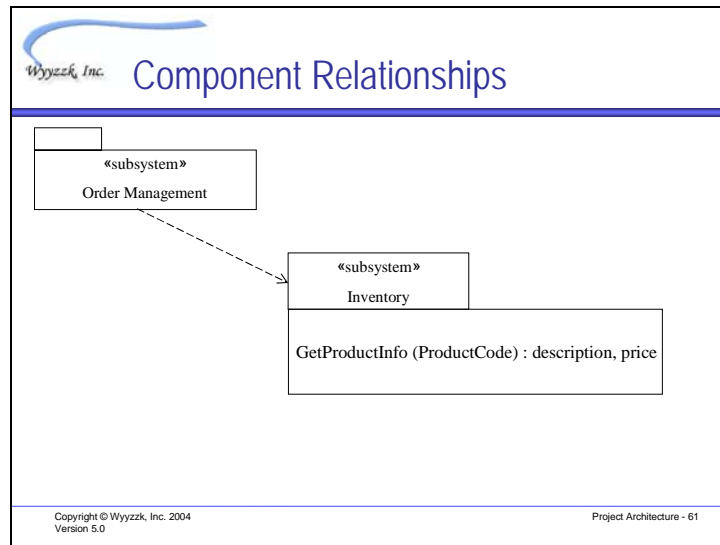 Wyyzzk, Inc.
Component Relationships
«subsystem»
Order Management
«subsystem»
Inventory
GetProductInfo (ProductCode) : description, price
Copyright © Wyyzzk, Inc. 2004
Version 5.0
Project Architecture - 61